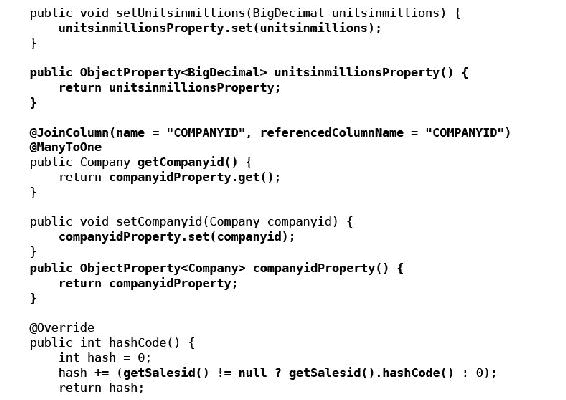 public void setUnitsinmillions(BigDecimal unitsinmillions) {
unitsinmillionsProperty.set(unitsinmillions);
}
public ObjectProperty<BigDecimal> unitsinmillionsProperty() {
return unitsinmillionsProperty;
}
@JoinColumn(name = "COMPANYID", referencedColumnName = "COMPANYID")
@ManyToOne
public Company getCompanyid() {
return companyidProperty.get();
}
public void setCompanyid(Company companyid) {
companyidProperty.set(companyid);
}
public ObjectProperty<Company> companyidProperty() {
return companyidProperty;
}
@Override
public int hashCode() {
int hash = 0;
hash += (getSalesid() != null ? getSalesid().hashCode() : 0);
return hash;